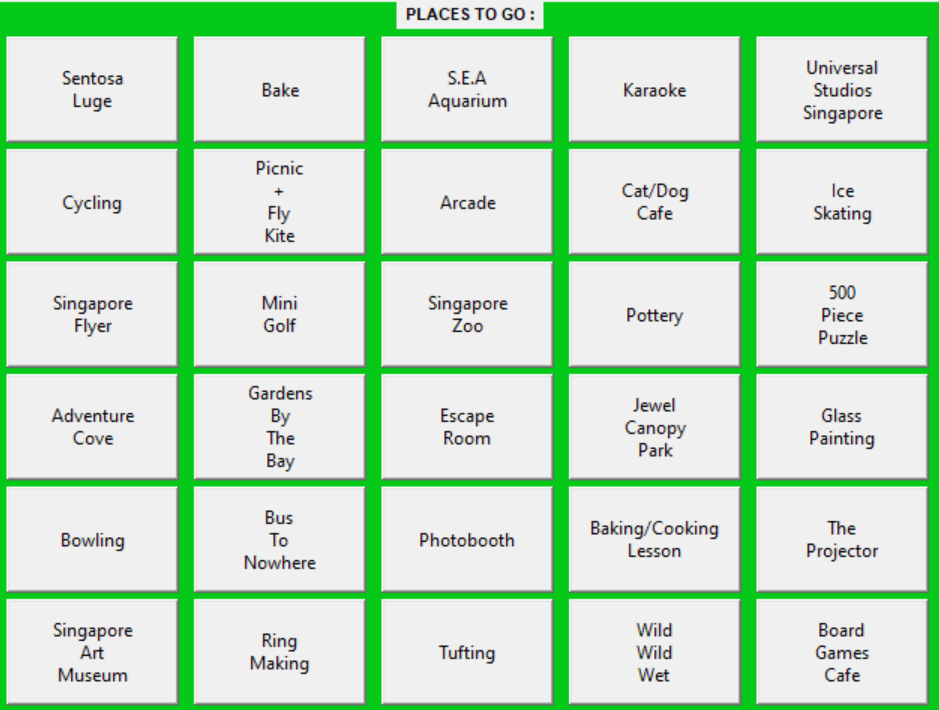 PLACES TO GO :
Sentosa
Luge
Bake
S.E.A
Aquarium
Karaoke
Universal
Studios
Singapore
Cycling
Picnic
+
Fly
Kite
Arcade
Cat/Dog
Cafe
Ice
Skating
Singapore
Flyer
Mini
Golf
Singapore
Zoo
Pottery
500
Piece
Puzzle
Adventure
Cove
Gardens
By
The
Bay
Escape
Room
Jewel
Canopy
Park
Glass
Painting
Bowling
Bus
To
Nowhere
Photobooth
Baking/Cooking
Lesson
The
Projector
Singapore
Art
Museum
Ring
Making
Tufting
Wild
Wild
Wet
Board
Games
Cafe